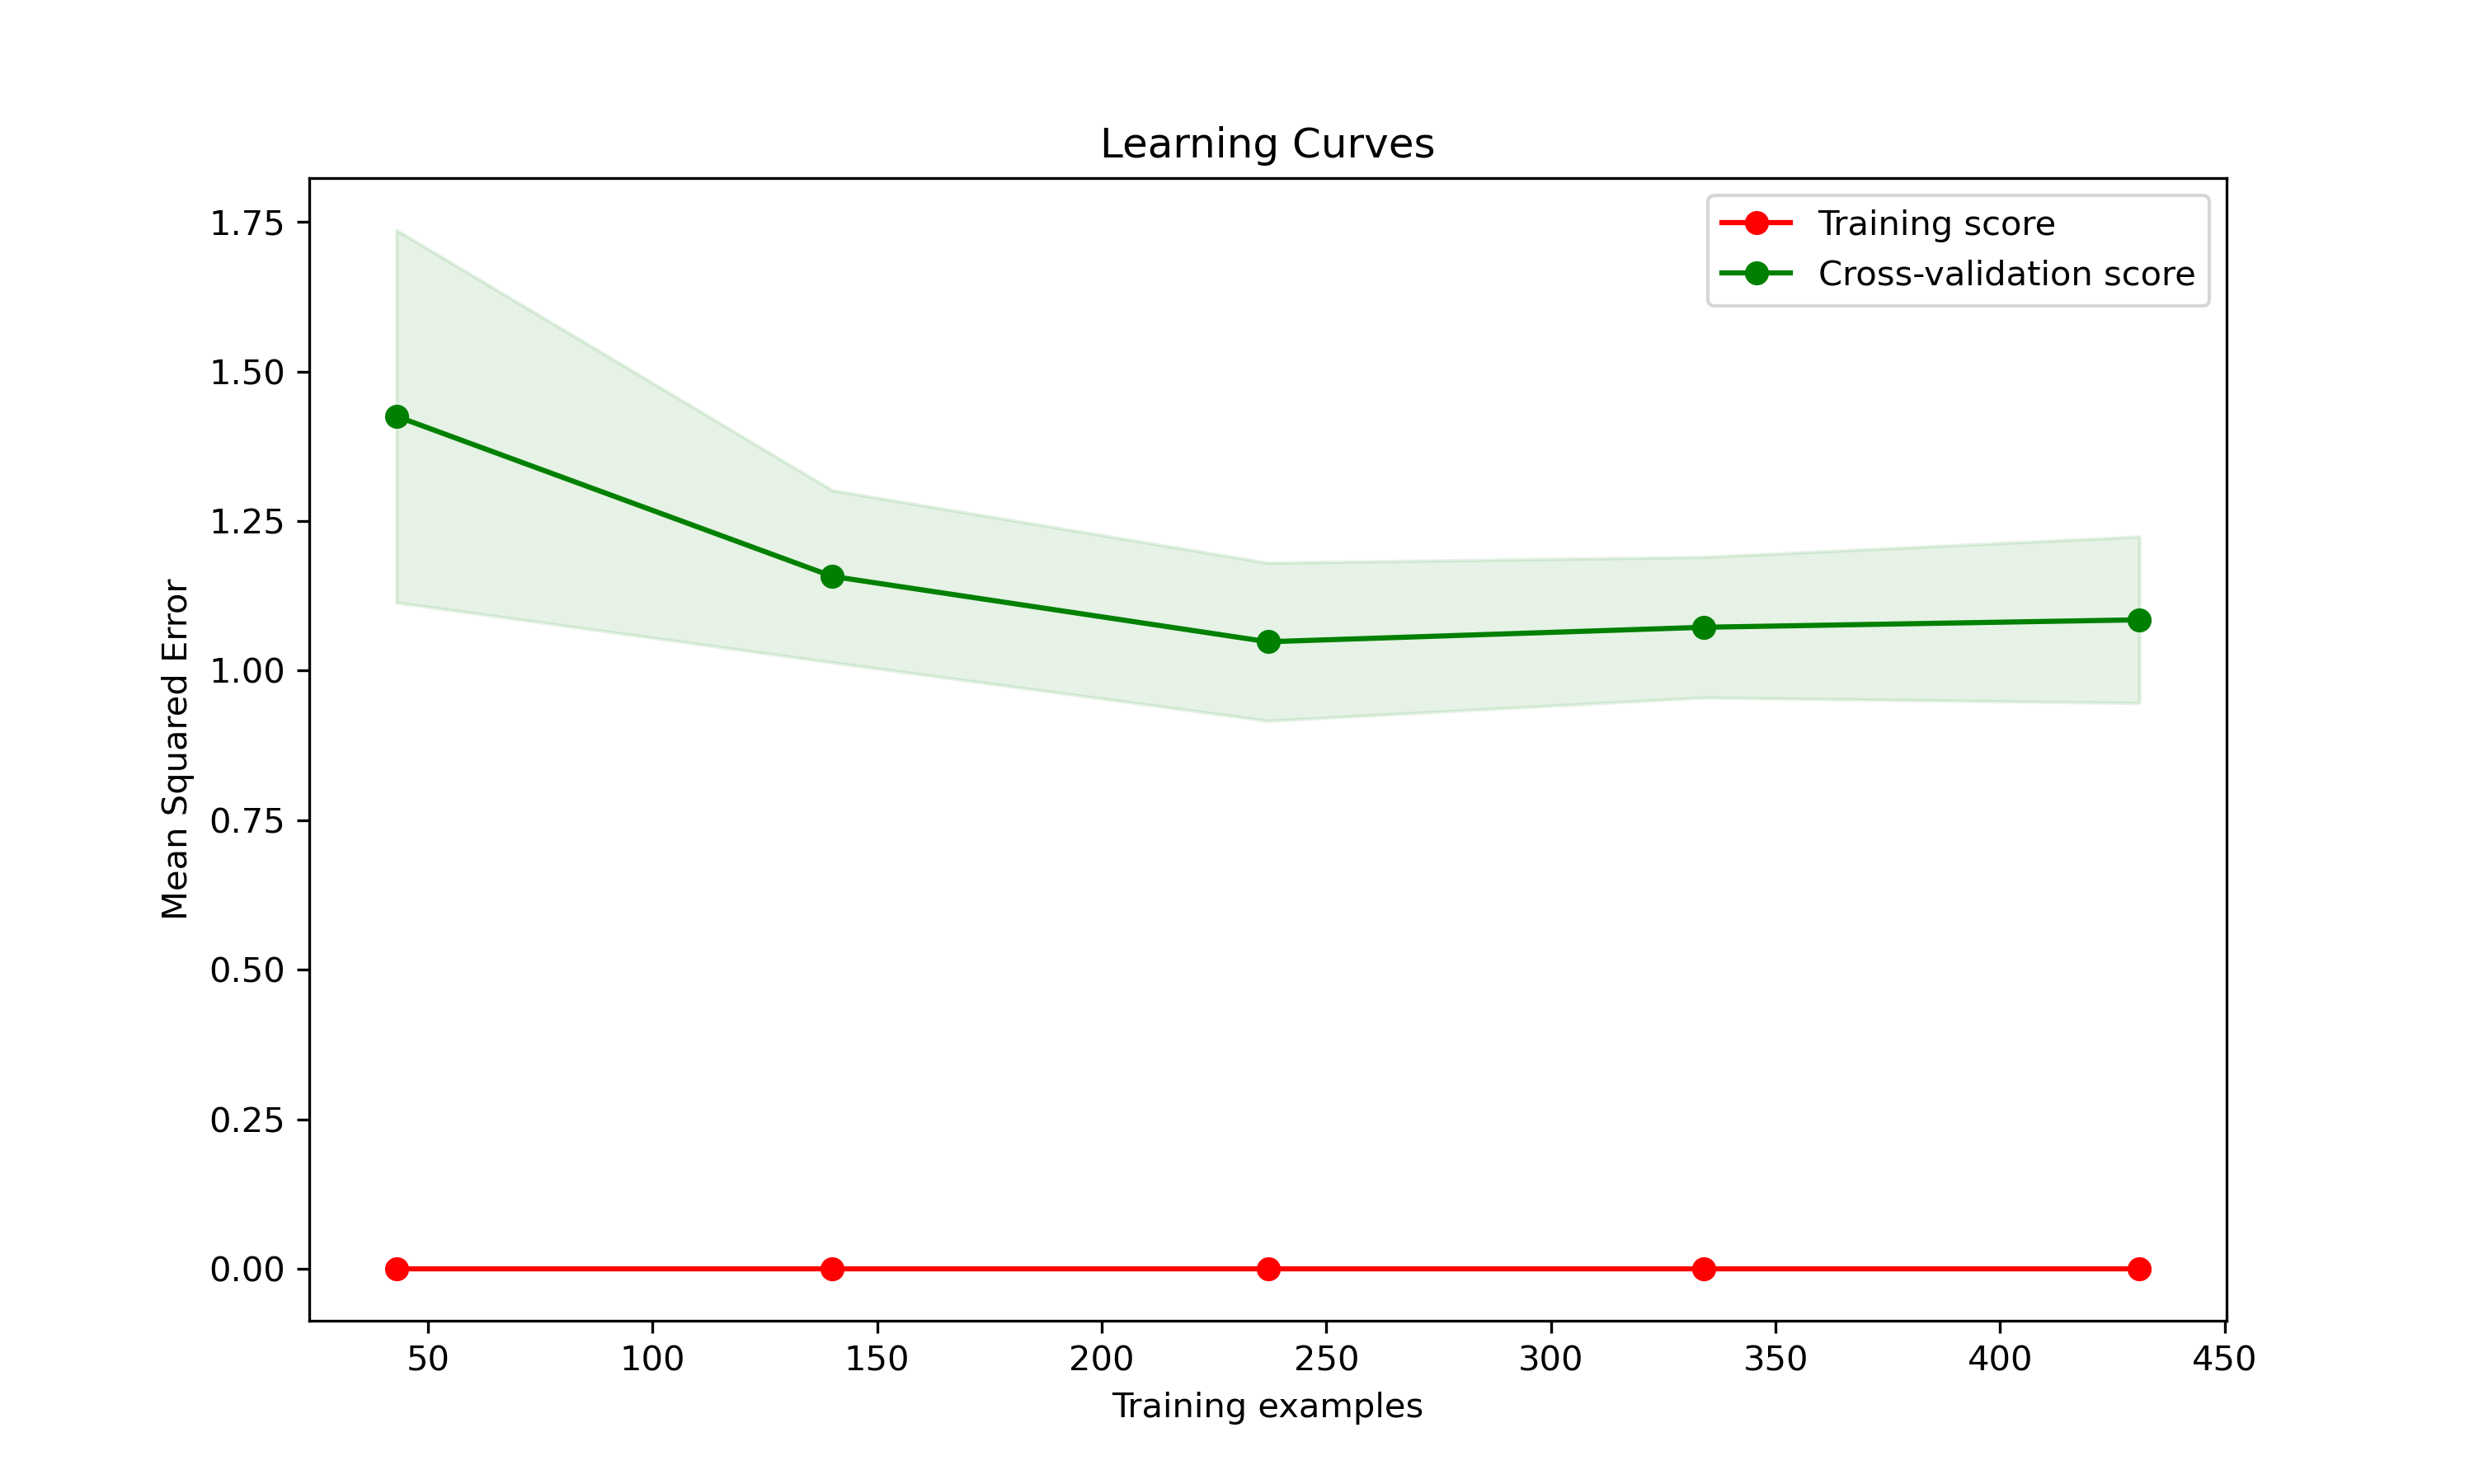 Learning Curves
Training score
Cross-validation score
1.75
1.50
1.25
1.00
0.75
0.50
0.25
0.00
Mean Squared Error
50 100 150 200 250 300 350 400 450
Training examples